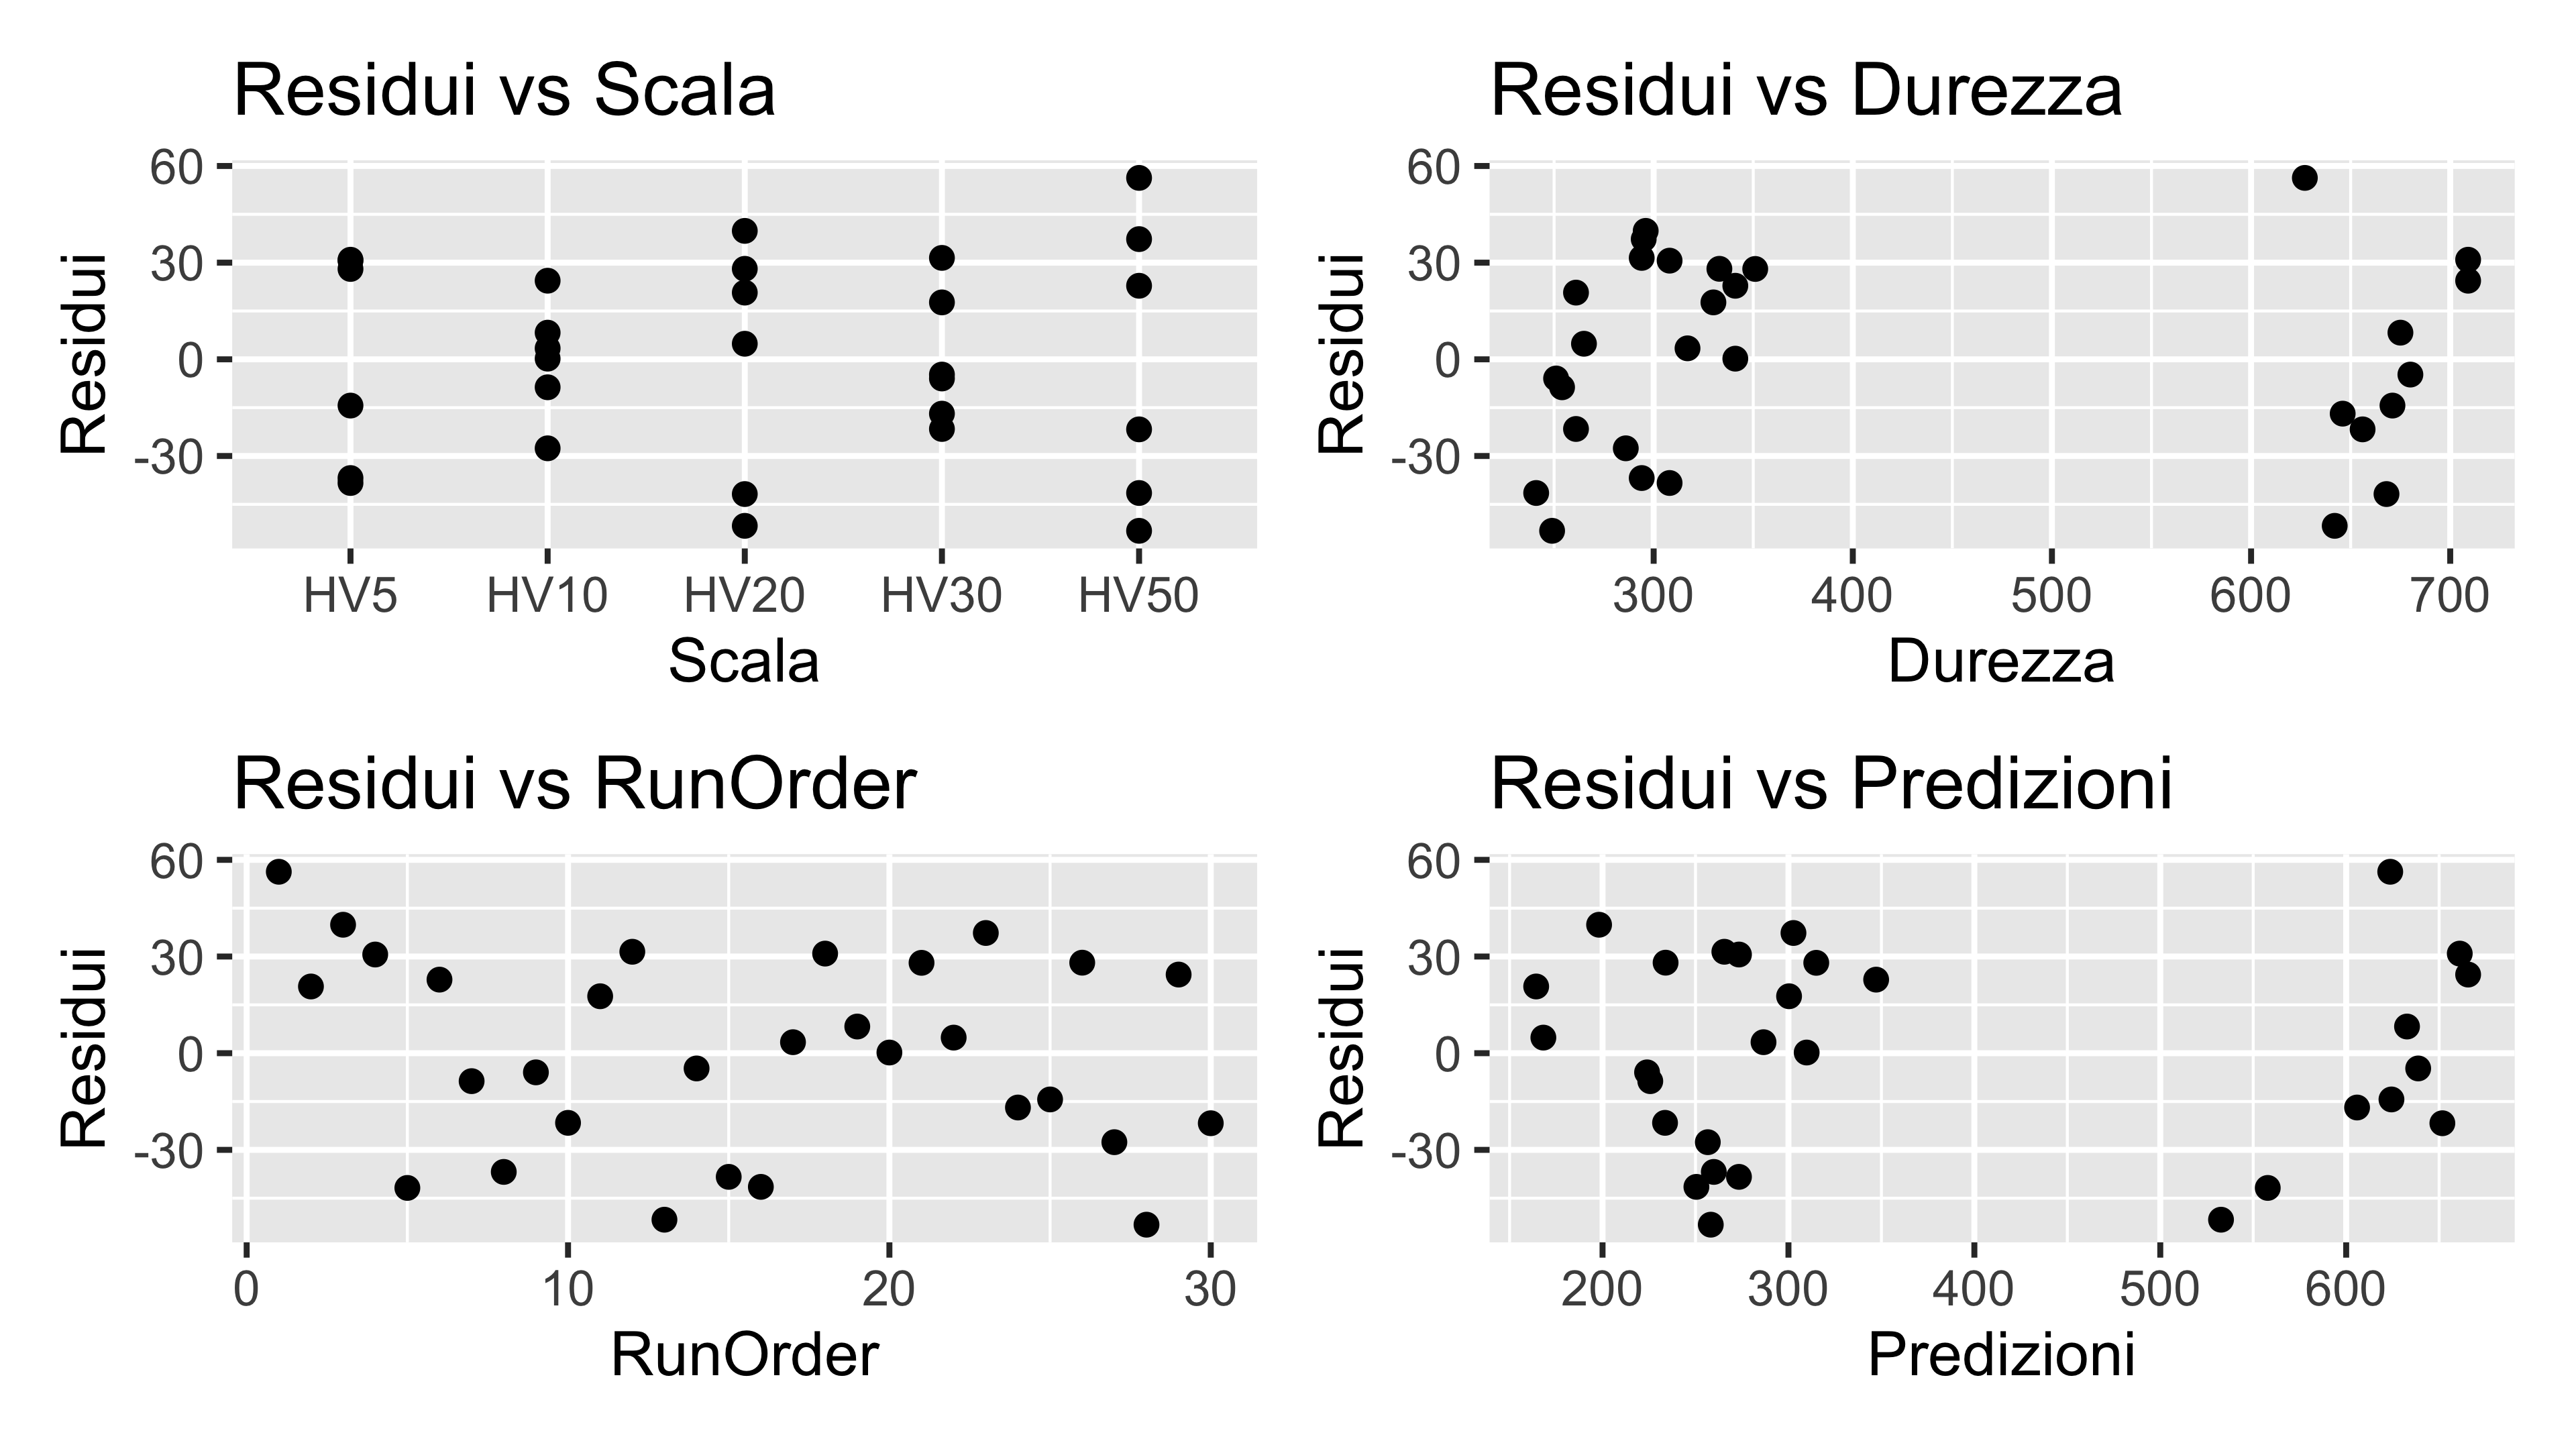 Residui vs Scala
60
30
0
-30
Residui
HV5 HV10 HV20 HV30 HV50
Scala
Residui vs Durezza
60
30
0
-30
Residui
300 400 500 600 700
Durezza
Residui vs RunOrder
60
30
0
-30
Residui
0 10 20 30
RunOrder
Residui vs Predizioni
60
30
0
-30
Residui
200 300 400 500 600
Predizioni